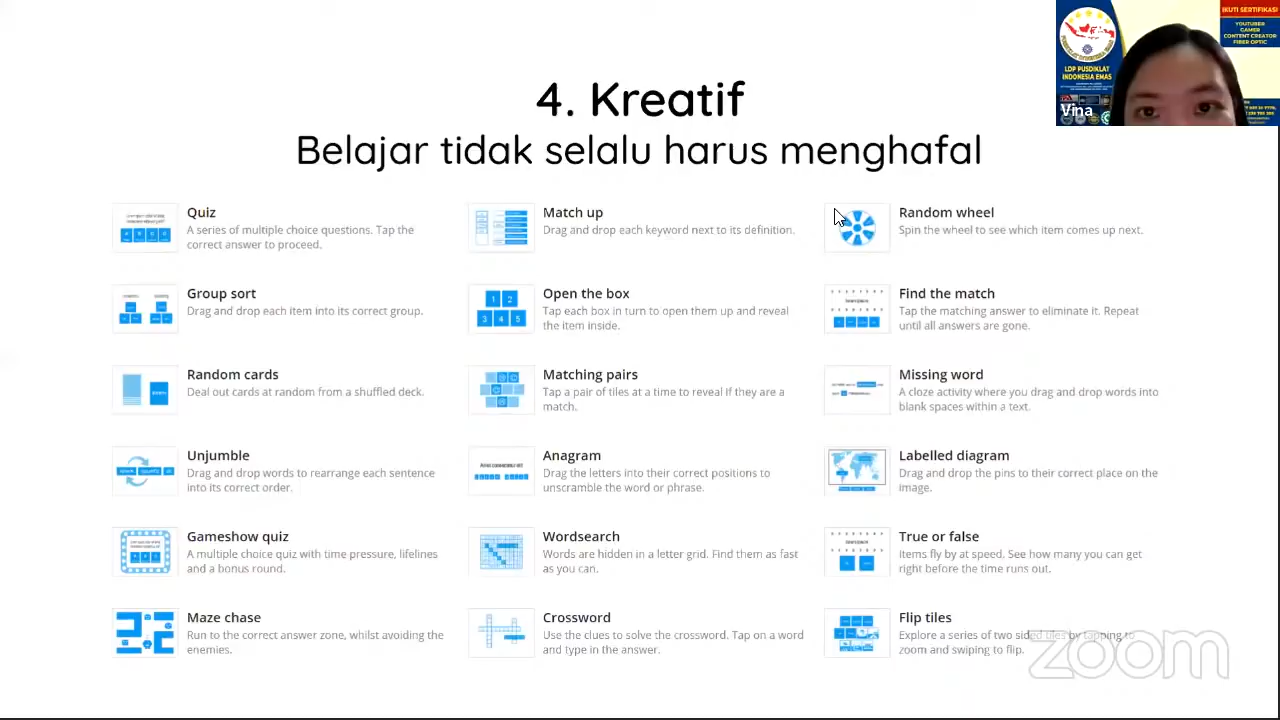 IKUTI SERTIFIKASI
YOUTUBER
GAMER
CONTENT CREATOR
FIBER OPTIC
LDP PUSDIKLAT
INDONESIA EMAS
Vina
4. Kreatif
Belajar tidak selalu harus menghafal
Quiz
A series of multiple choice questions. Tap the
correct answer to proceed.
Match up
Drag and drop each keyword next to its definition.
Random wheel
Spin the wheel to see which item comes up next.
Group sort
Drag and drop each item into its correct group.
Open the box
Tap each box in turn to open them up and reveal
the item inside.
1 2
3 4 5
Find the match
Tap the matching answer to eliminate it. Repeat
until all answers are gone.
Random cards
Deal out cards at random from a shuffled deck.
Matching pairs
Tap a pair of tiles at a time to reveal if they are a
match.
Missing word
A cloze activity where you drag and drop words into
blank spaces within a text.
Unjumble
Drag and drop words to rearrange each sentence
into its correct order.
Anagram
Drag the letters into their correct positions to
unscramble the word or phrase.
Labelled diagram
Drag and drop the pins to their correct place on the
image.
Gameshow quiz
A multiple choice quiz with time pressure, lifelines
and a bonus round.
Wordsearch
Words are hidden in a letter grid. Find them as fast
as you can.
True or false
Items fly by at speed. See how many you can get
right before the time runs out.
Maze chase
Run to the correct answer zone, whilst avoiding the
enemies.
Crossword
Use the clues to solve the crossword. Tap on a word
and type in the answer.
Flip tiles
Explore a series of two sided tiles by tapping to
zoom and swiping to flip.
zoom